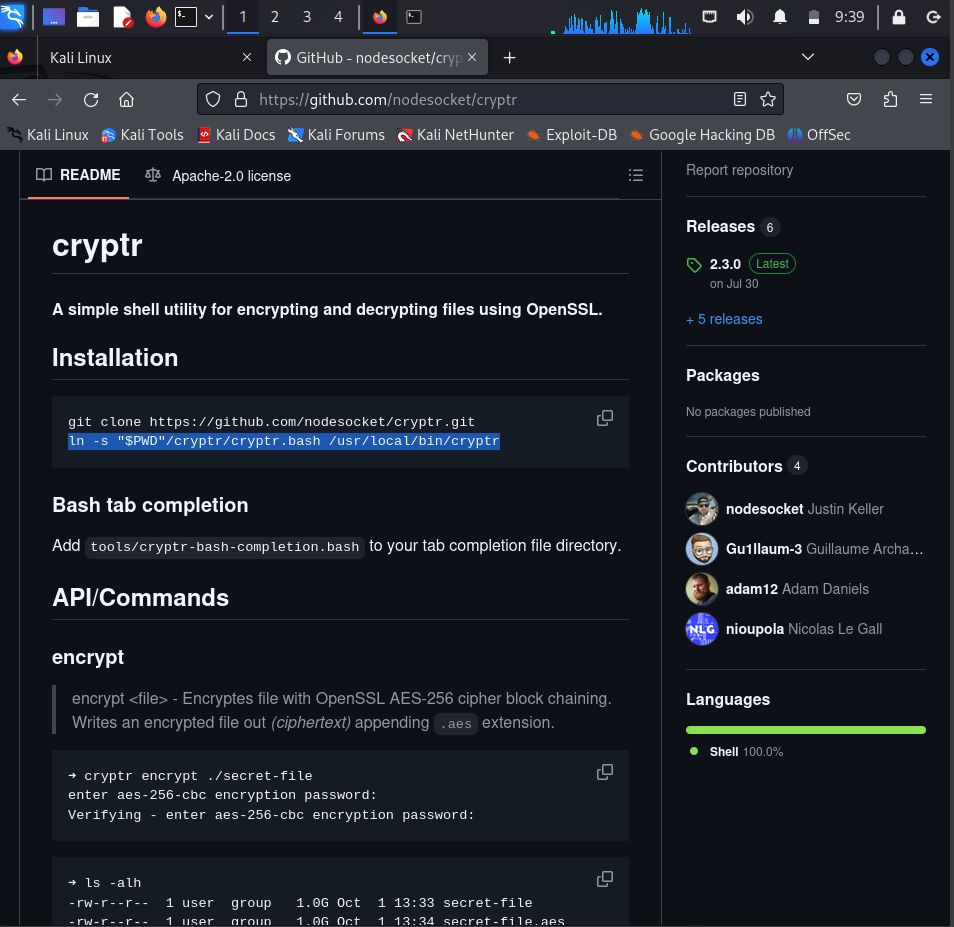 1 2 3 4 9:39
Kali Linux
GitHub - nodesocket/cryp
https://github.com/nodesocket/cryptr
Kali Linux Kali Tools Kali Docs Kali Forums Kali NetHunter Exploit-DB Google Hacking DB OffSec
README Apache-2.0 license
cryptr
A simple shell utility for encrypting and decrypting files using OpenSSL.
Installation
git clone https://github.com/nodesocket/cryptr.git
ln -s "$PWD"/cryptr/cryptr.bash /usr/local/bin/cryptr
Bash tab completion
Add tools/cryptr-bash-completion.bash to your tab completion file directory.
API/Commands
encrypt
encrypt <file> - Encryptes file with OpenSSL AES-256 cipher block chaining.
Writes an encrypted file out (ciphertext) appending .aes extension.
➜ cryptr encrypt ./secret-file
enter aes-256-cbc encryption password:
Verifying - enter aes-256-cbc encryption password:
➜ ls -alh
-rw-r--r-- 1 user group 1.0G Oct 1 13:33 secret-file
-rw-r--r-- 1 user group 1.0G Oct 1 13:34 secret-file.aes
Report repository
Releases 6
2.3.0 Latest
on Jul 30
+ 5 releases
Packages
No packages published
Contributors 4
nodesocket Justin Keller
Gu1llaum-3 Guillaume Archa...
adam12 Adam Daniels
NLG
nioupola Nicolas Le Gall
Languages
Shell 100.0%